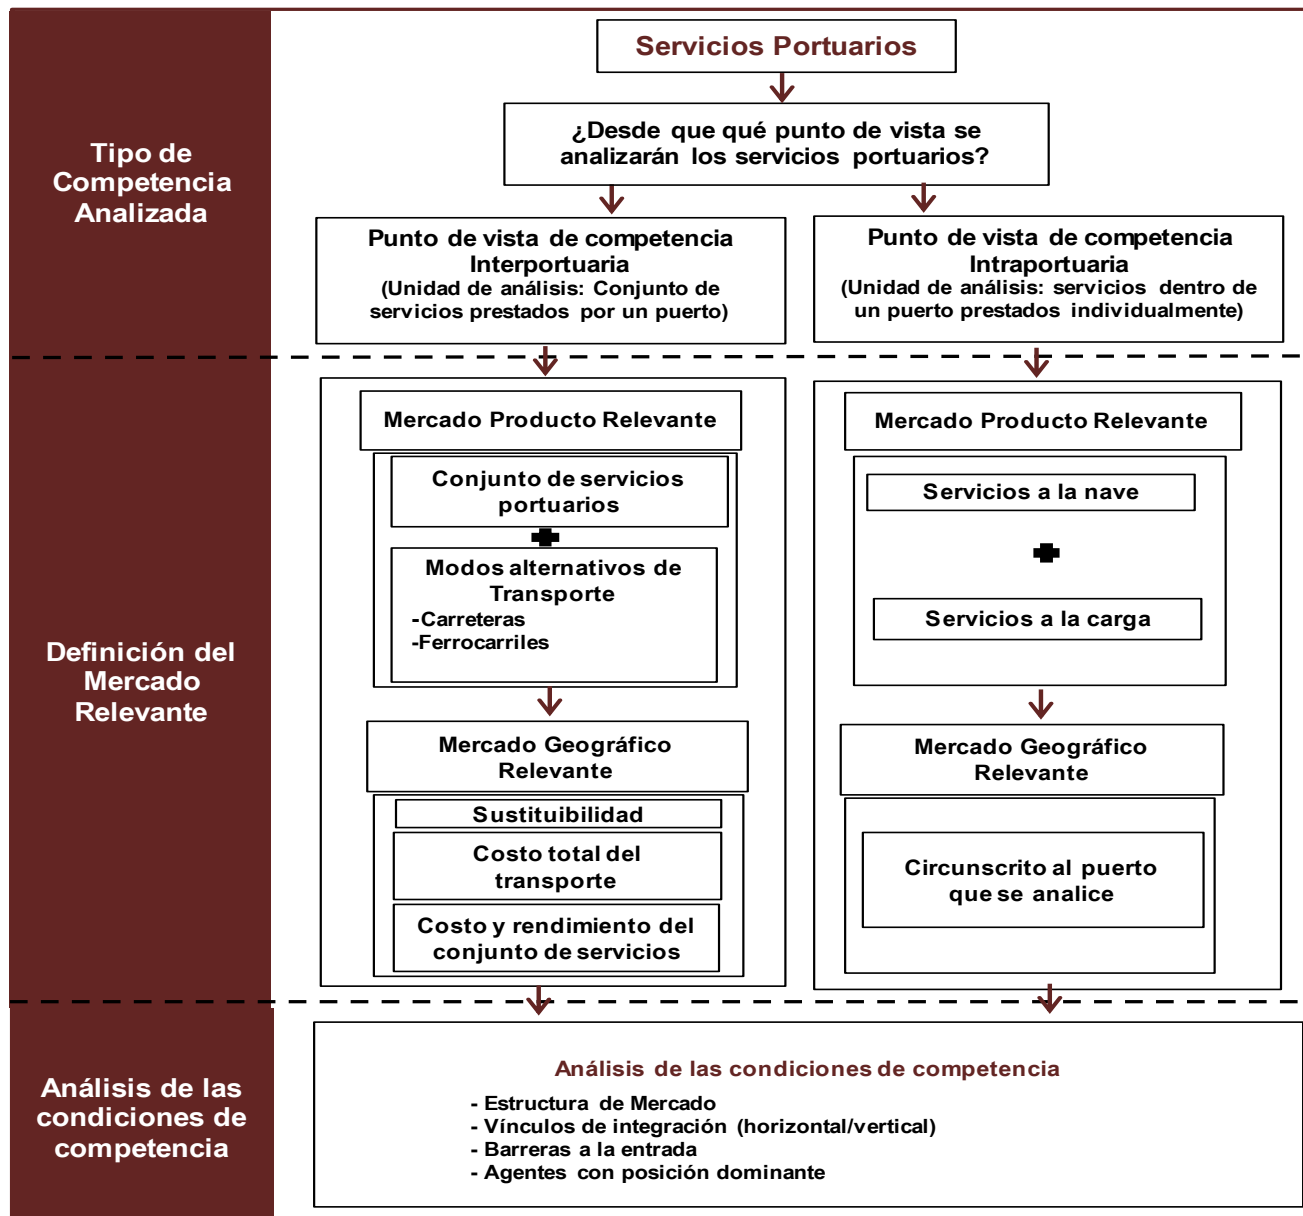 Servicios Portuarios
Tipo de
Competencia
Analizada
¿Desde que qué punto de vista se
analizarán los servicios portuarios?
Punto de vista de competencia
Interportuaria
(Unidad de análisis: Conjunto de
servicios prestados por un puerto)
Punto de vista de competencia
Intraportuaria
(Unidad de análisis: servicios dentro de
un puerto prestados individualmente)
Definición del
Mercado
Relevante
Mercado Producto Relevante
Conjunto de servicios
portuarios
Modos alternativos de
Transporte
-Carreteras
-Ferrocarriles
Mercado Geográfico
Relevante
Sustituibilidad
Costo total del
transporte
Costo y rendimiento del
conjunto de servicios
Mercado Producto Relevante
Servicios a la nave
Servicios a la carga
Mercado Geográfico
Relevante
Circunscrito al puerto
que se analice
Análisis de las
condiciones de
competencia
Análisis de las condiciones de competencia
- Estructura de Mercado
- Vínculos de integración (horizontal/vertical)
- Barreras a la entrada
- Agentes con posición dominante